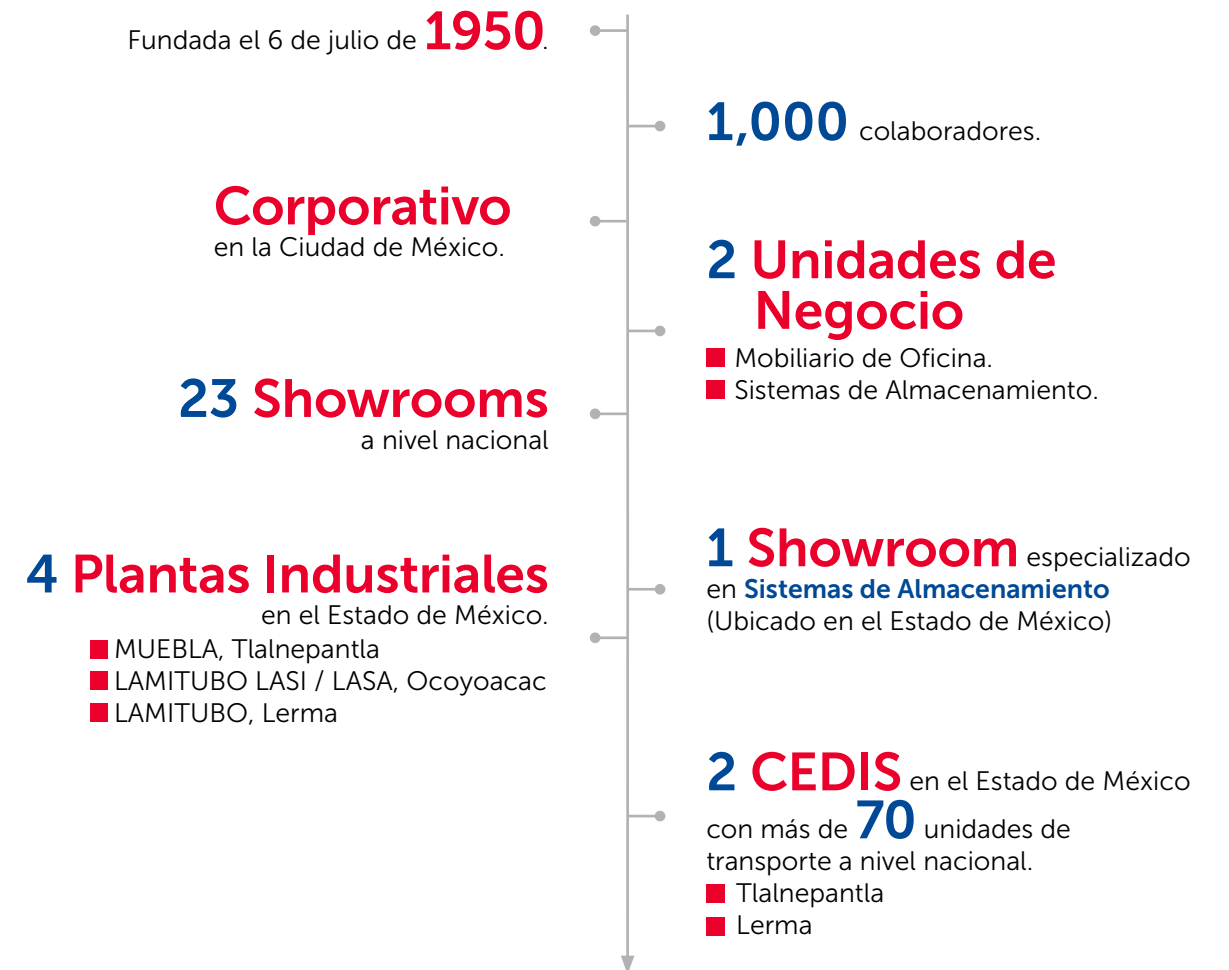 Fundada el 6 de julio de 1950.
1,000 colaboradores.
Corporativo
en la Ciudad de México.
2 Unidades de
Negocio
Mobiliario de Oficina.
Sistemas de Almacenamiento.
23 Showrooms
a nivel nacional
1 Showroom especializado
en Sistemas de Almacenamiento
(Ubicado en el Estado de México)
4 Plantas Industriales
en el Estado de México.
MUEBLA, Tlalnepantla
LAMITUBO LASI / LASA, Ocoyoacac
LAMITUBO, Lerma
2 CEDIS en el Estado de México
con más de 70 unidades de
transporte a nivel nacional.
Tlalnepantla
Lerma